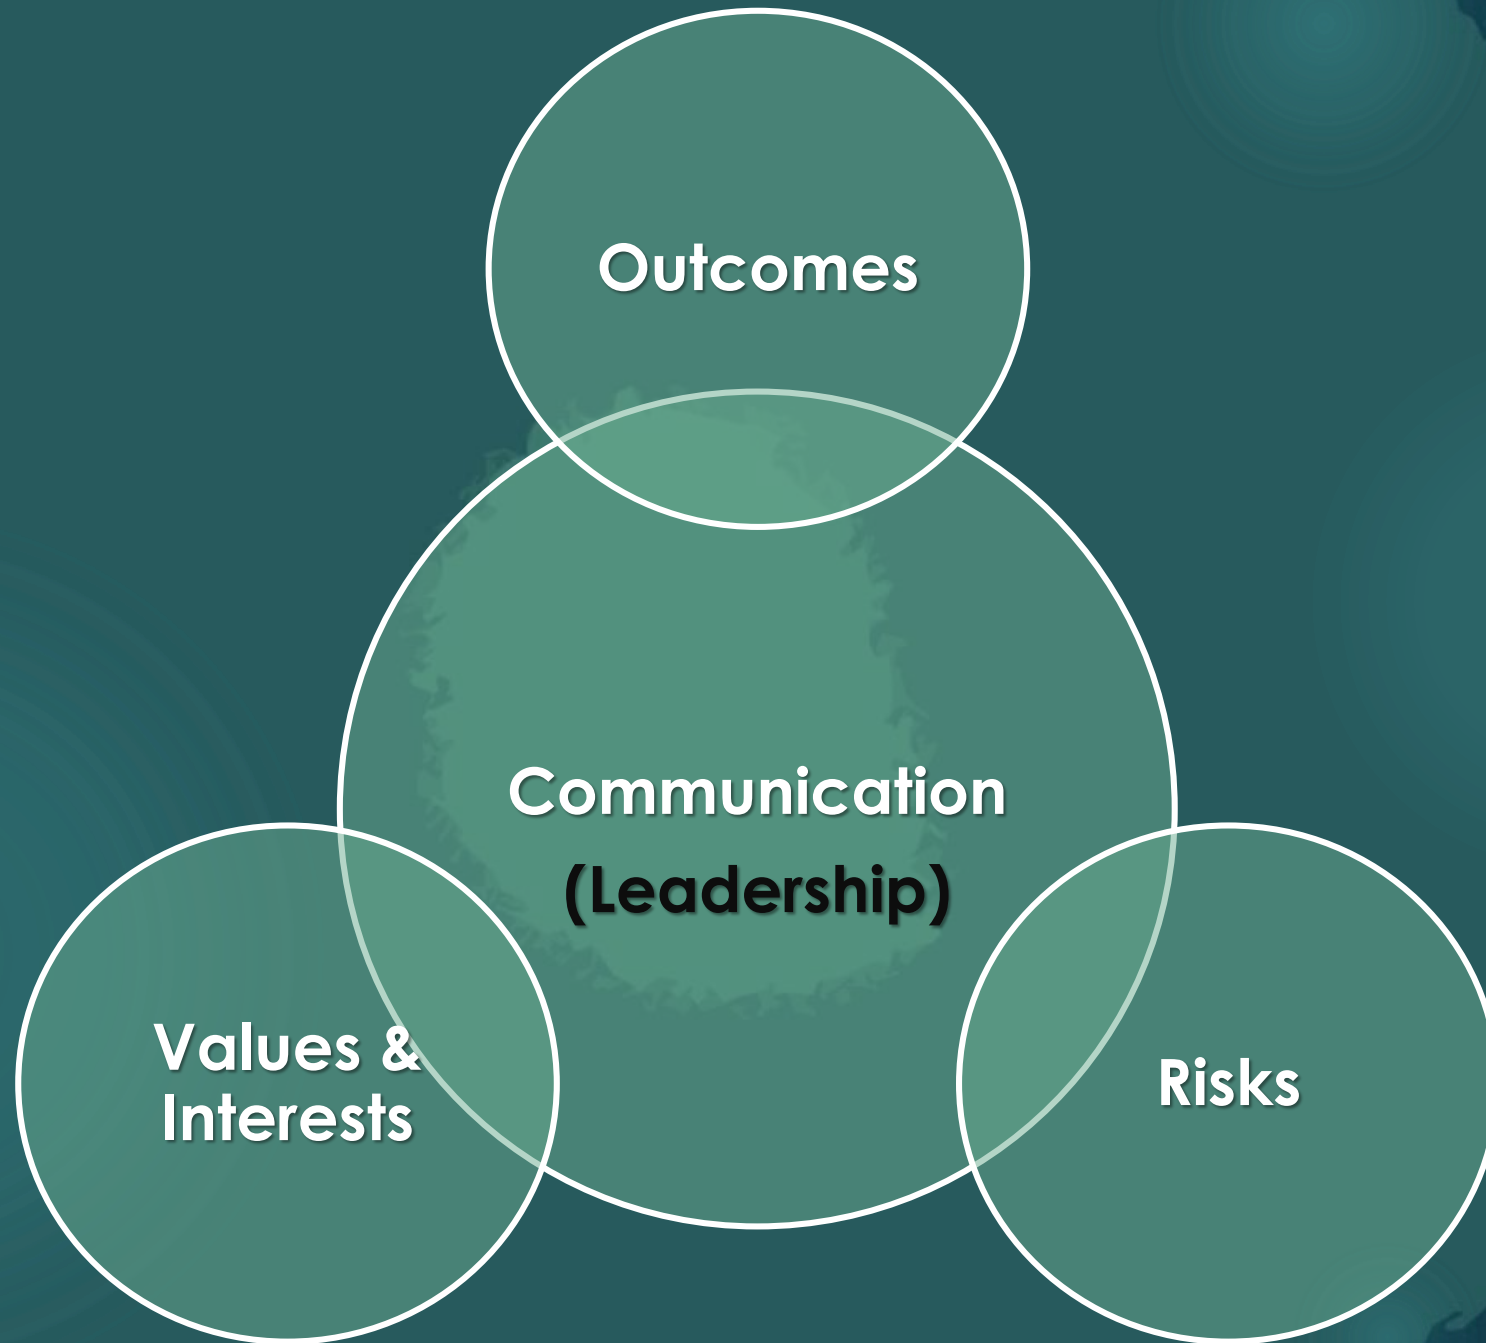 Outcomes
Communication
(Leadership)
Values &
Interests
Risks